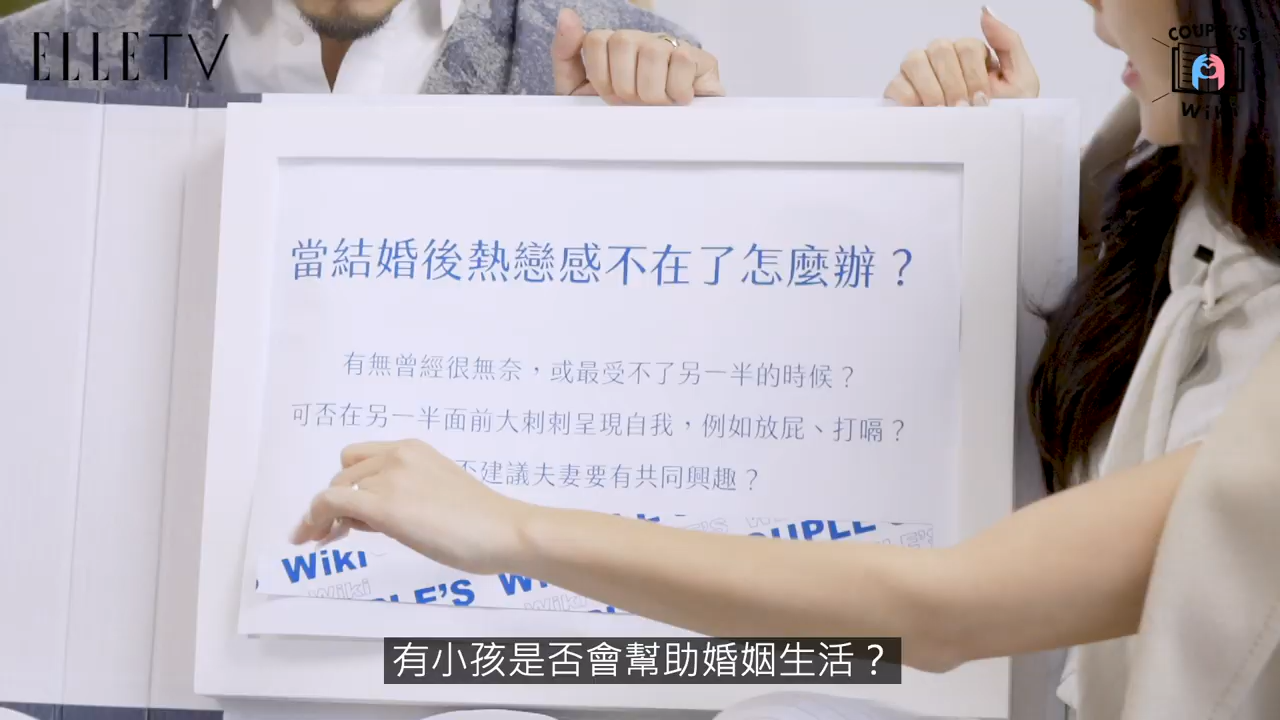 ELLETV
COUPLE'S
Wiki
當結婚後熱戀感不在了怎麼辦？
有無曾經很無奈，或最受不了另一半的時候？
可否在另一半面前大剌剌呈現自我，例如放屁、打嗝？
建議夫妻要有共同興趣？
COUPLE
Wiki
Wiki
有小孩是否會幫助婚姻生活？